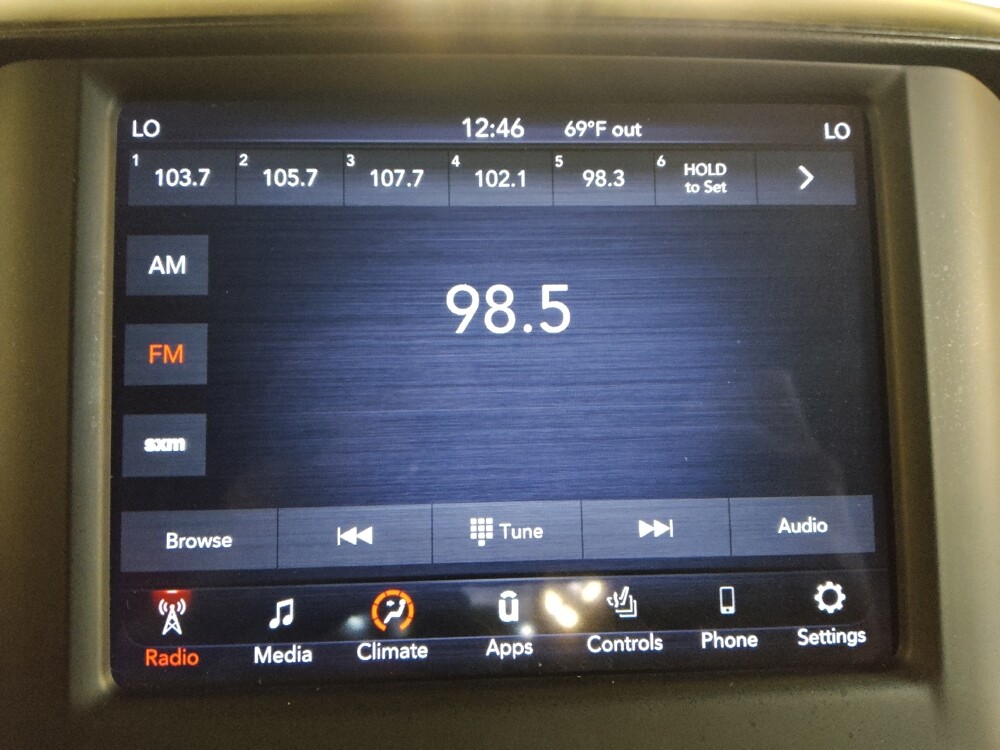 LO 12:46 69°F out LO
1 103.7 2 105.7 3 107.7 4 102.1 5 98.3 6 HOLD to Set
AM
98.5
FM
sxm
Browse Tune Audio
Radio Media Climate Apps Controls Phone Settings